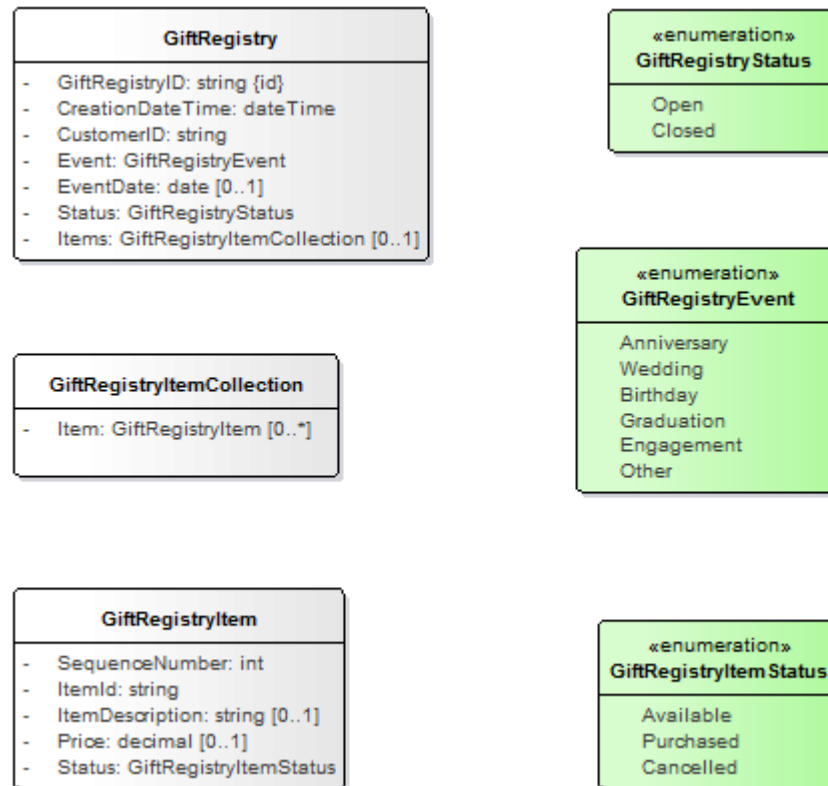 GiftRegistry
- GiftRegistryID: string {id}
- CreationDateTime: dateTime
- CustomerID: string
- Event: GiftRegistryEvent
- EventDate: date [0..1]
- Status: GiftRegistryStatus
- Items: GiftRegistryItemCollection [0..1]
«enumeration»
GiftRegistryStatus
Open
Closed
GiftRegistryItemCollection
- Item: GiftRegistryItem [0..*]
«enumeration»
GiftRegistryEvent
Anniversary
Wedding
Birthday
Graduation
Engagement
Other
GiftRegistryItem
- SequenceNumber: int
- ItemId: string
- ItemDescription: string [0..1]
- Price: decimal [0..1]
- Status: GiftRegistryItemStatus
«enumeration»
GiftRegistryItemStatus
Available
Purchased
Cancelled